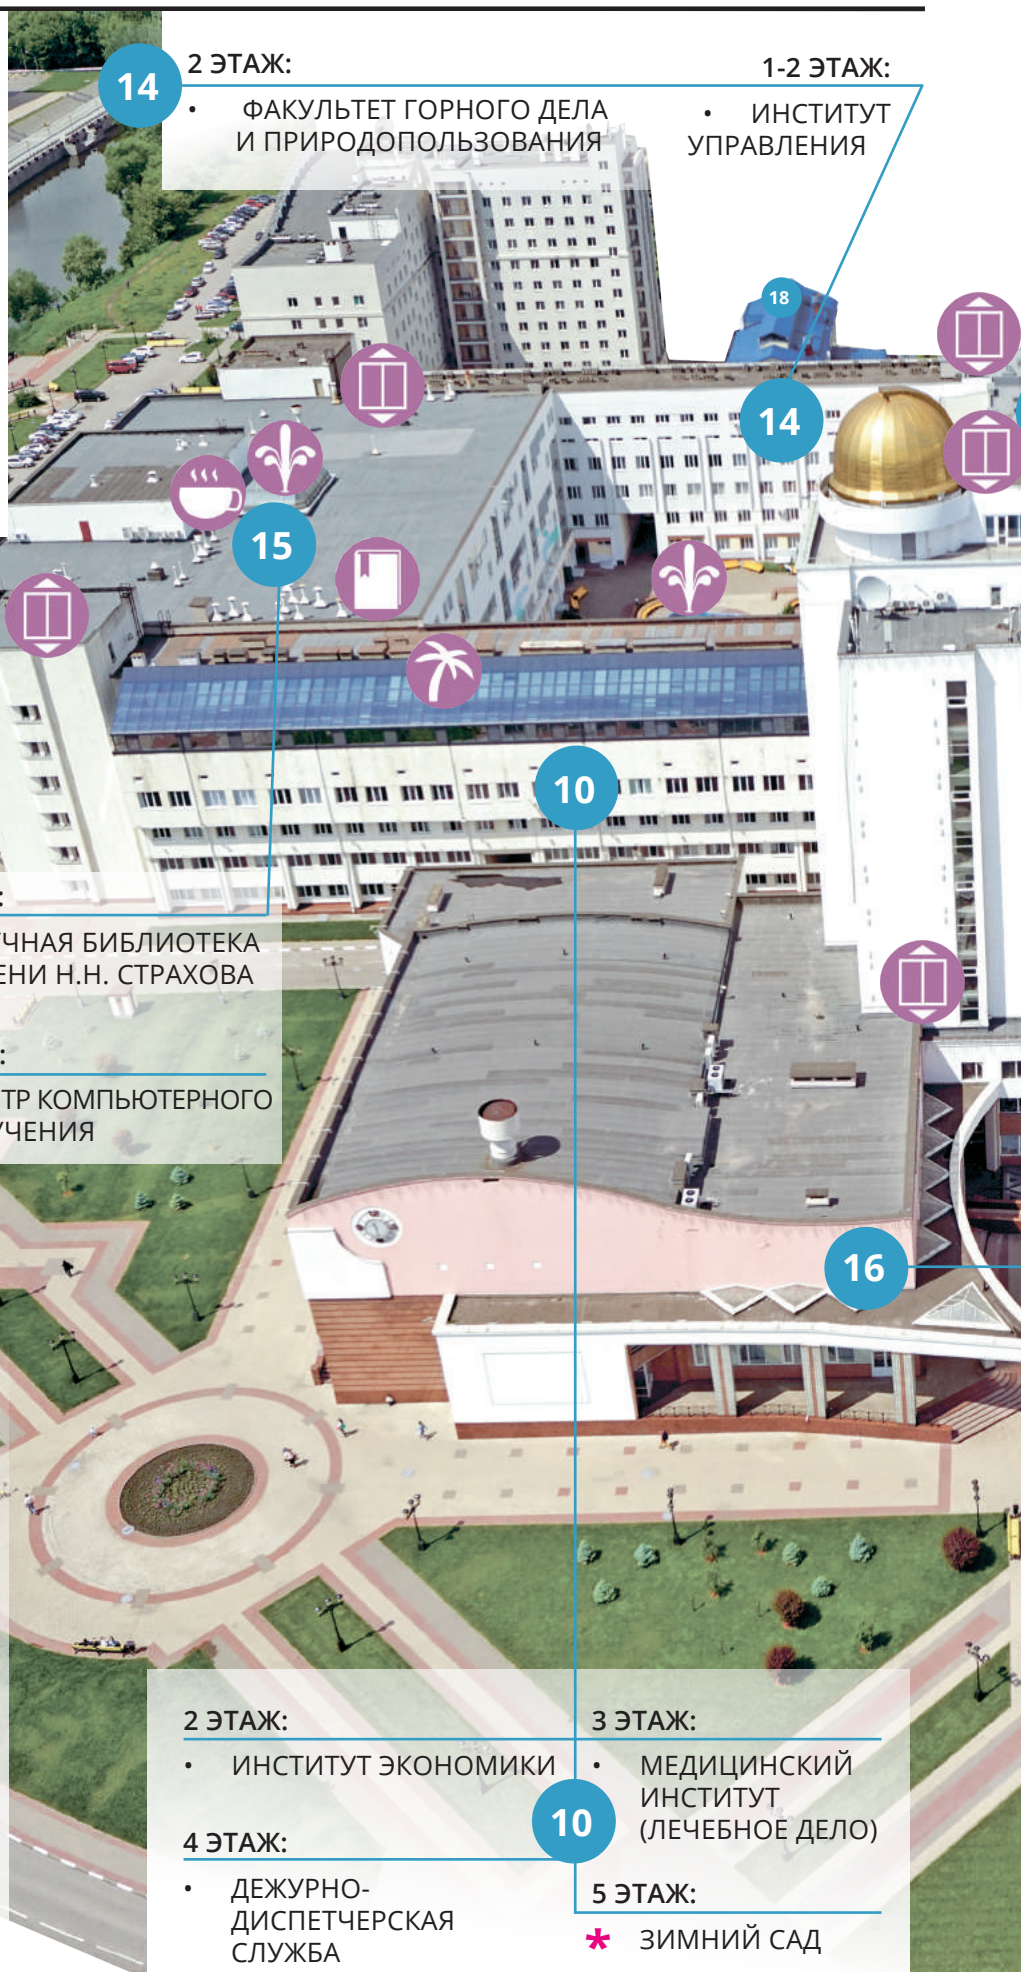 14
2 ЭТАЖ:
• ФАКУЛЬТЕТ ГОРНОГО ДЕЛА
И ПРИРОДОПОЛЬЗОВАНИЯ
1-2 ЭТАЖ:
• ИНСТИТУТ
УПРАВЛЕНИЯ
18
14
15
10
УЧНАЯ БИБЛИОТЕКА
ЕНИ Н.Н. СТРАХОВА
:
ТР КОМПЬЮТЕРНОГО
УЧЕНИЯ
16
2 ЭТАЖ:
• ИНСТИТУТ ЭКОНОМИКИ
3 ЭТАЖ:
• МЕДИЦИНСКИЙ
ИНСТИТУТ
(ЛЕЧЕБНОЕ ДЕЛО)
10
4 ЭТАЖ:
• ДЕЖУРНО-
ДИСПЕТЧЕРСКАЯ
СЛУЖБА
5 ЭТАЖ:
* ЗИМНИЙ САД